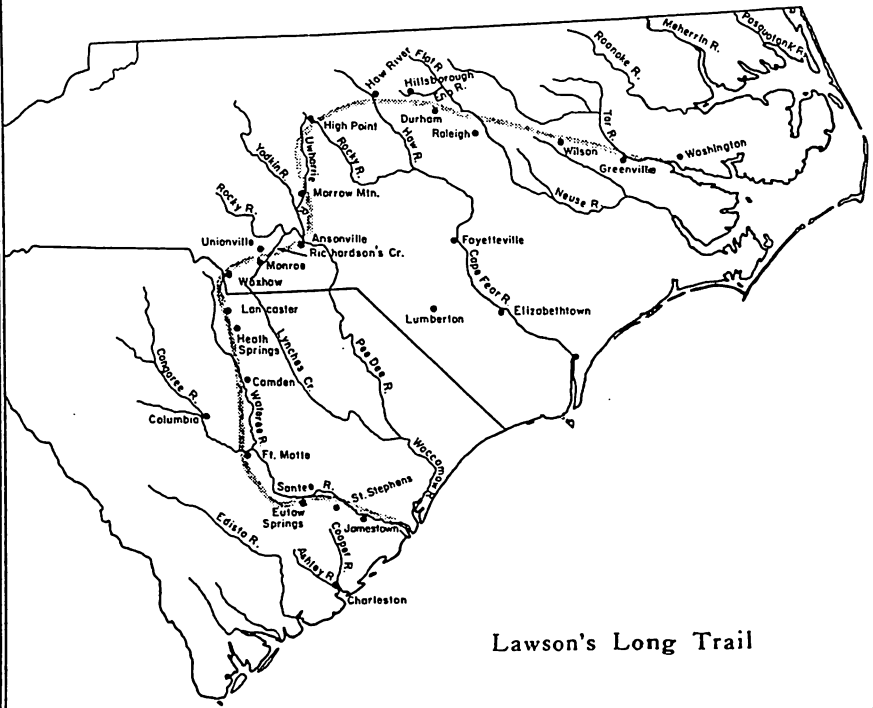 Meherrin R.
Pasquotank R.
Roanoke R.
Haw River
Flat R.
Hillsborough
Eno R.
Durham
Raleigh
Tar R.
Wilson
Greenville
Washington
High Point
Uwharrie
R.
Rocky R.
Haw R.
Yadkin R.
Morrow Mtn.
Neuse R.
Rocky R.
Unionville
Ansonville
Richardson's Cr.
Monroe
Waxhaw
Fayetteville
Cape Fear R.
Elizabethtown
Lumberton
Lancaster
Heath
Springs
Lynches Cr.
Pee Dee R.
Congaree R.
Camden
Wateree R.
Columbia
Ft. Motte
Waccamaw R.
Santee R.
St. Stephens
Eutaw
Springs
Jamestown
Edisto R.
Cooper R.
Ashley R.
Charleston
Lawson's Long Trail